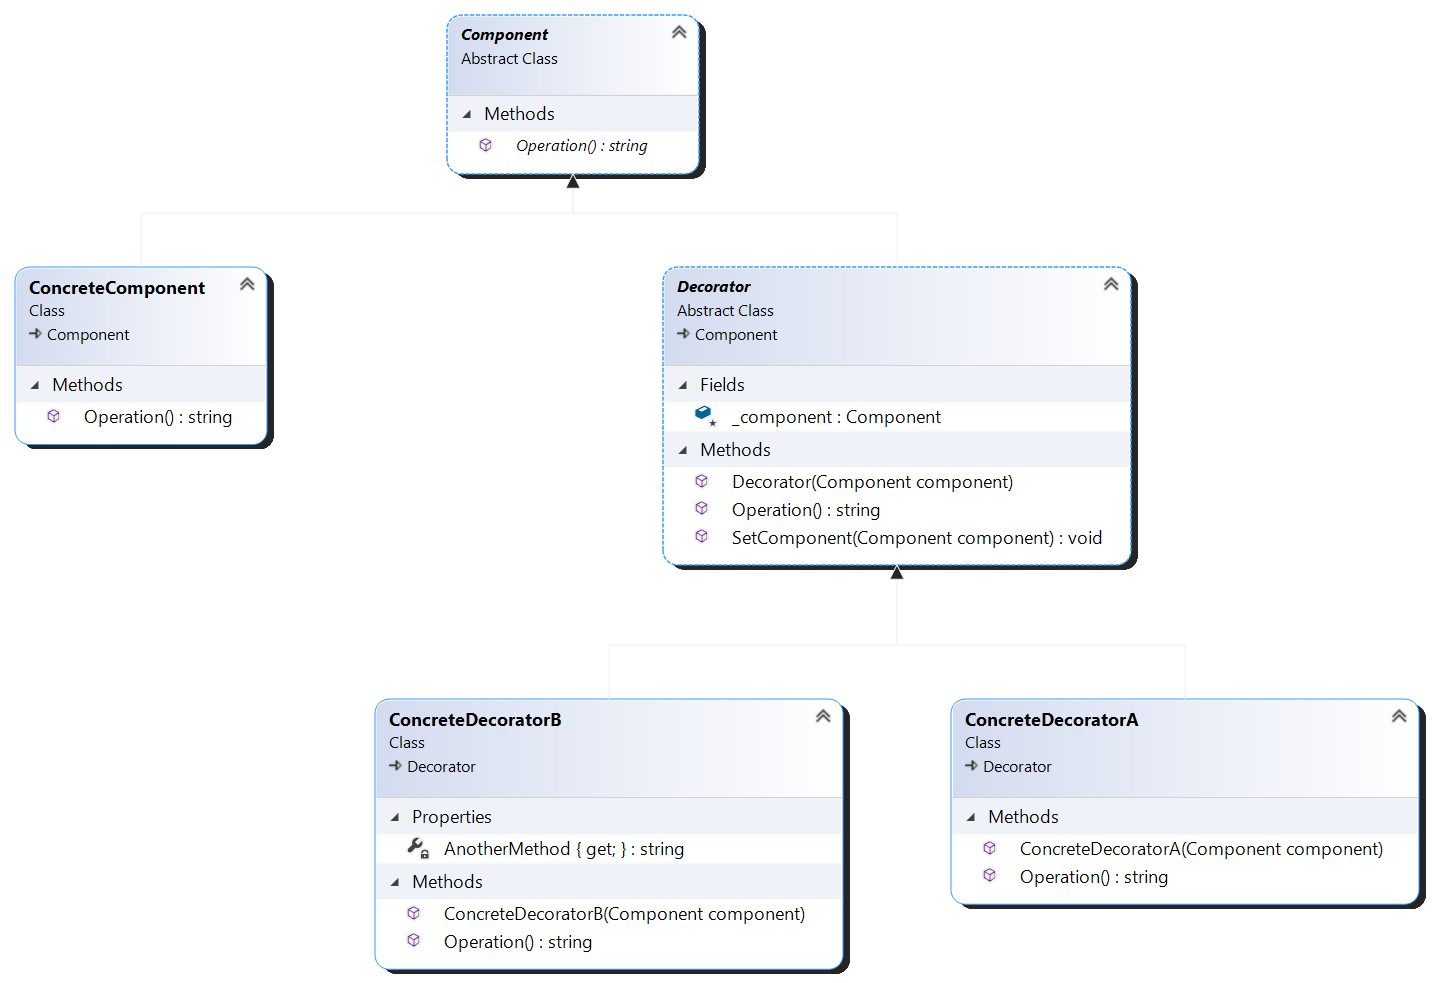 Component
Abstract Class
Methods
Operation() : string
ConcreteComponent
Class
Component
Methods
Operation() : string
Decorator
Abstract Class
Component
Fields
_component : Component
Methods
Decorator(Component component)
Operation() : string
SetComponent(Component component) : void
ConcreteDecoratorB
Class
Decorator
Properties
AnotherMethod { get; } : string
Methods
ConcreteDecoratorB(Component component)
Operation() : string
ConcreteDecoratorA
Class
Decorator
Methods
ConcreteDecoratorA(Component component)
Operation() : string